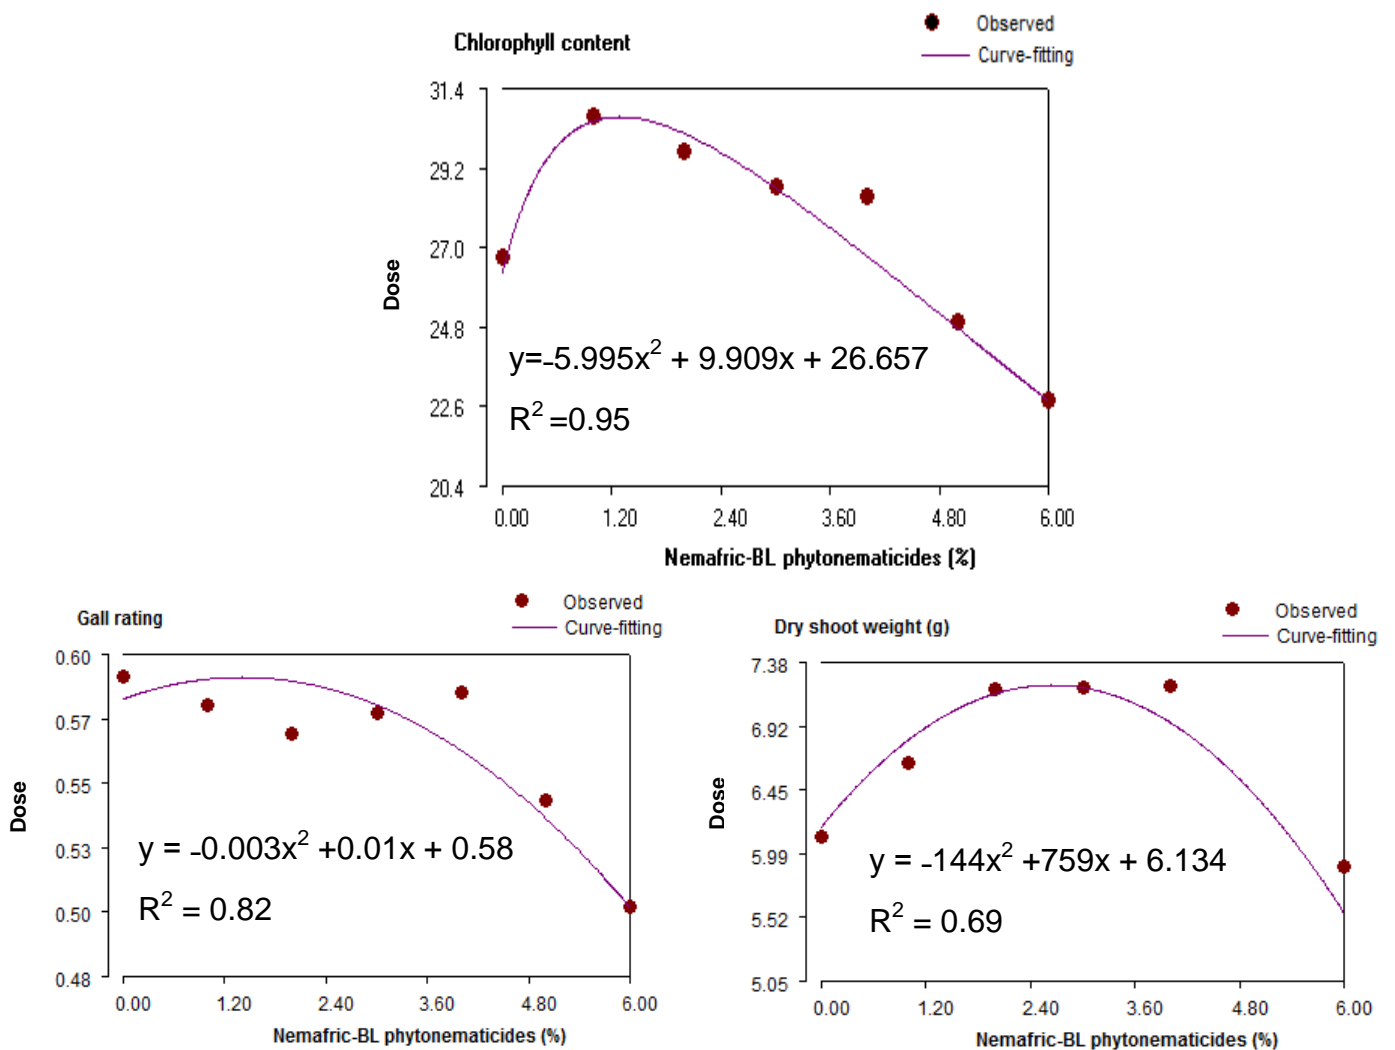 Chlorophyll content
Observed
Curve-fitting
31.4
29.2
27.0
24.8
22.6
20.4
Dose
y=-5.995x² + 9.909x + 26.657
R² =0.95
0.00 1.20 2.40 3.60 4.80 6.00
Nemafric-BL phytonematicides (%)
Gall rating
Observed
Curve-fitting
0.60
0.57
0.55
0.53
0.50
0.48
Dose
y = -0.003x² +0.01x + 0.58
R² = 0.82
0.00 1.20 2.40 3.60 4.80 6.00
Nemafric-BL phytonematicides (%)
Dry shoot weight (g)
Observed
Curve-fitting
7.38
6.92
6.45
5.99
5.52
5.05
Dose
y = -144x² +759x + 6.134
R² = 0.69
0.00 1.20 2.40 3.60 4.80 6.00
Nemafric-BL phytonematicides (%)